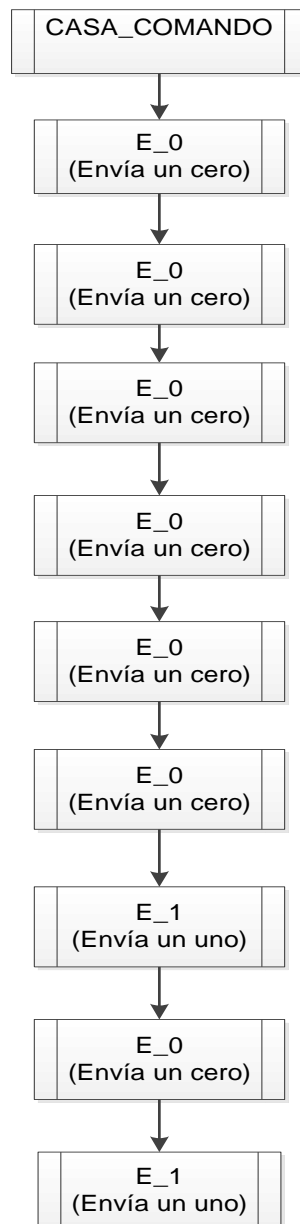 CASA_COMANDO
E_0
(Envía un cero)
E_0
(Envía un cero)
E_0
(Envía un cero)
E_0
(Envía un cero)
E_0
(Envía un cero)
E_0
(Envía un cero)
E_1
(Envía un uno)
E_0
(Envía un cero)
E_1
(Envía un uno)